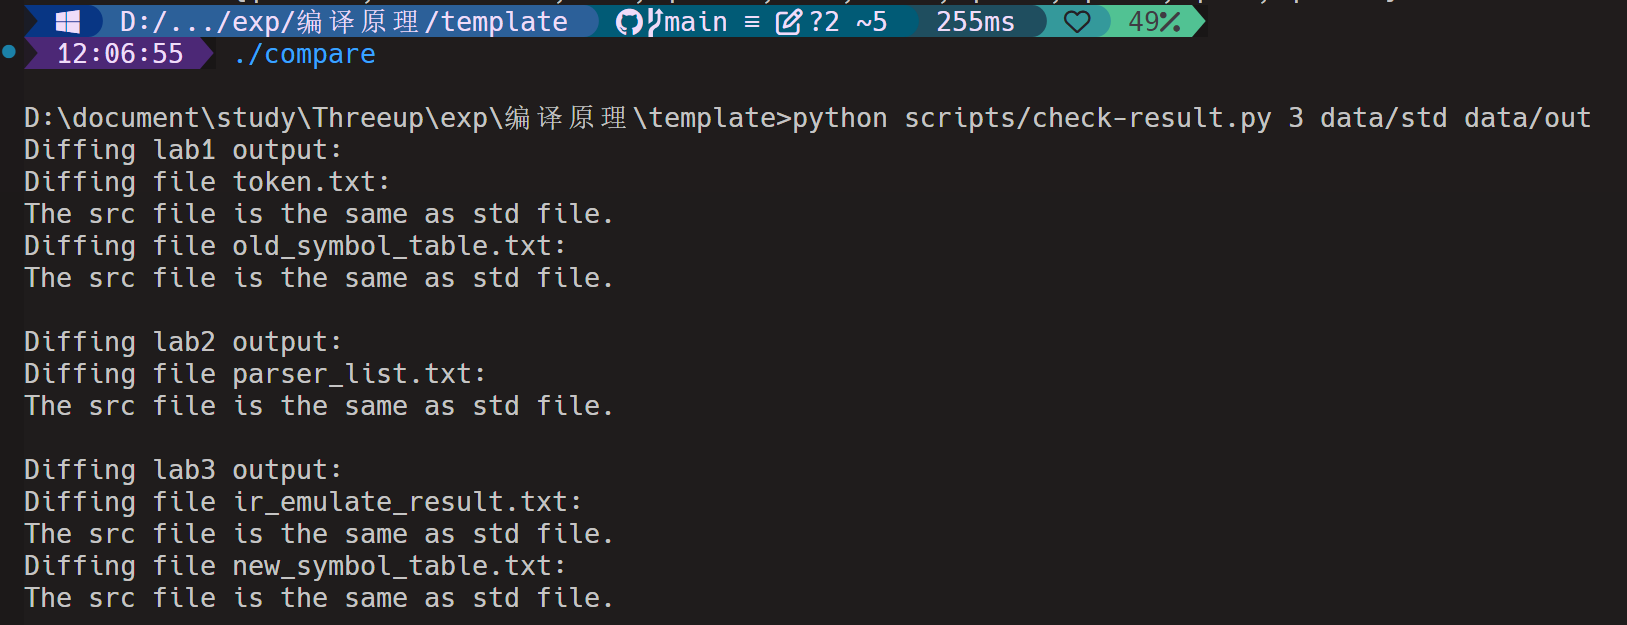 D:/.../exp/编译原理/template main ≡ ?2 ~5 255ms 49%
12:06:55 ./compare
D:\document\study\Threeup\exp\编译原理\template>python scripts/check-result.py 3 data/std data/out
Diffing lab1 output:
Diffing file token.txt:
The src file is the same as std file.
Diffing file old_symbol_table.txt:
The src file is the same as std file.
Diffing lab2 output:
Diffing file parser_list.txt:
The src file is the same as std file.
Diffing lab3 output:
Diffing file ir_emulate_result.txt:
The src file is the same as std file.
Diffing file new_symbol_table.txt:
The src file is the same as std file.